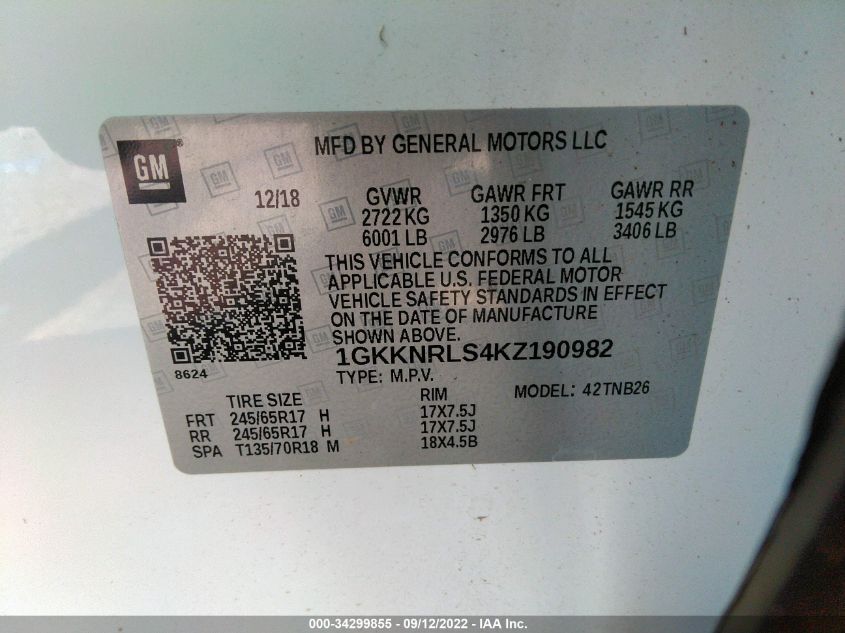 GM
MFD BY GENERAL MOTORS LLC
12/18
GVWR GAWR FRT GAWR RR
2722 KG 1350 KG 1545 KG
6001 LB 2976 LB 3406 LB
THIS VEHICLE CONFORMS TO ALL
APPLICABLE U.S. FEDERAL MOTOR
VEHICLE SAFETY STANDARDS IN EFFECT
ON THE DATE OF MANUFACTURE
SHOWN ABOVE.
1GKKNRLS4KZ190982
8624
TYPE: M.P.V. MODEL: 42TNB26
TIRE SIZE RIM
FRT 245/65R17 H 17X7.5J
RR 245/65R17 H 17X7.5J
SPA T135/70R18 M 18X4.5B
000-34299855 - 09/12/2022 - IAA Inc.